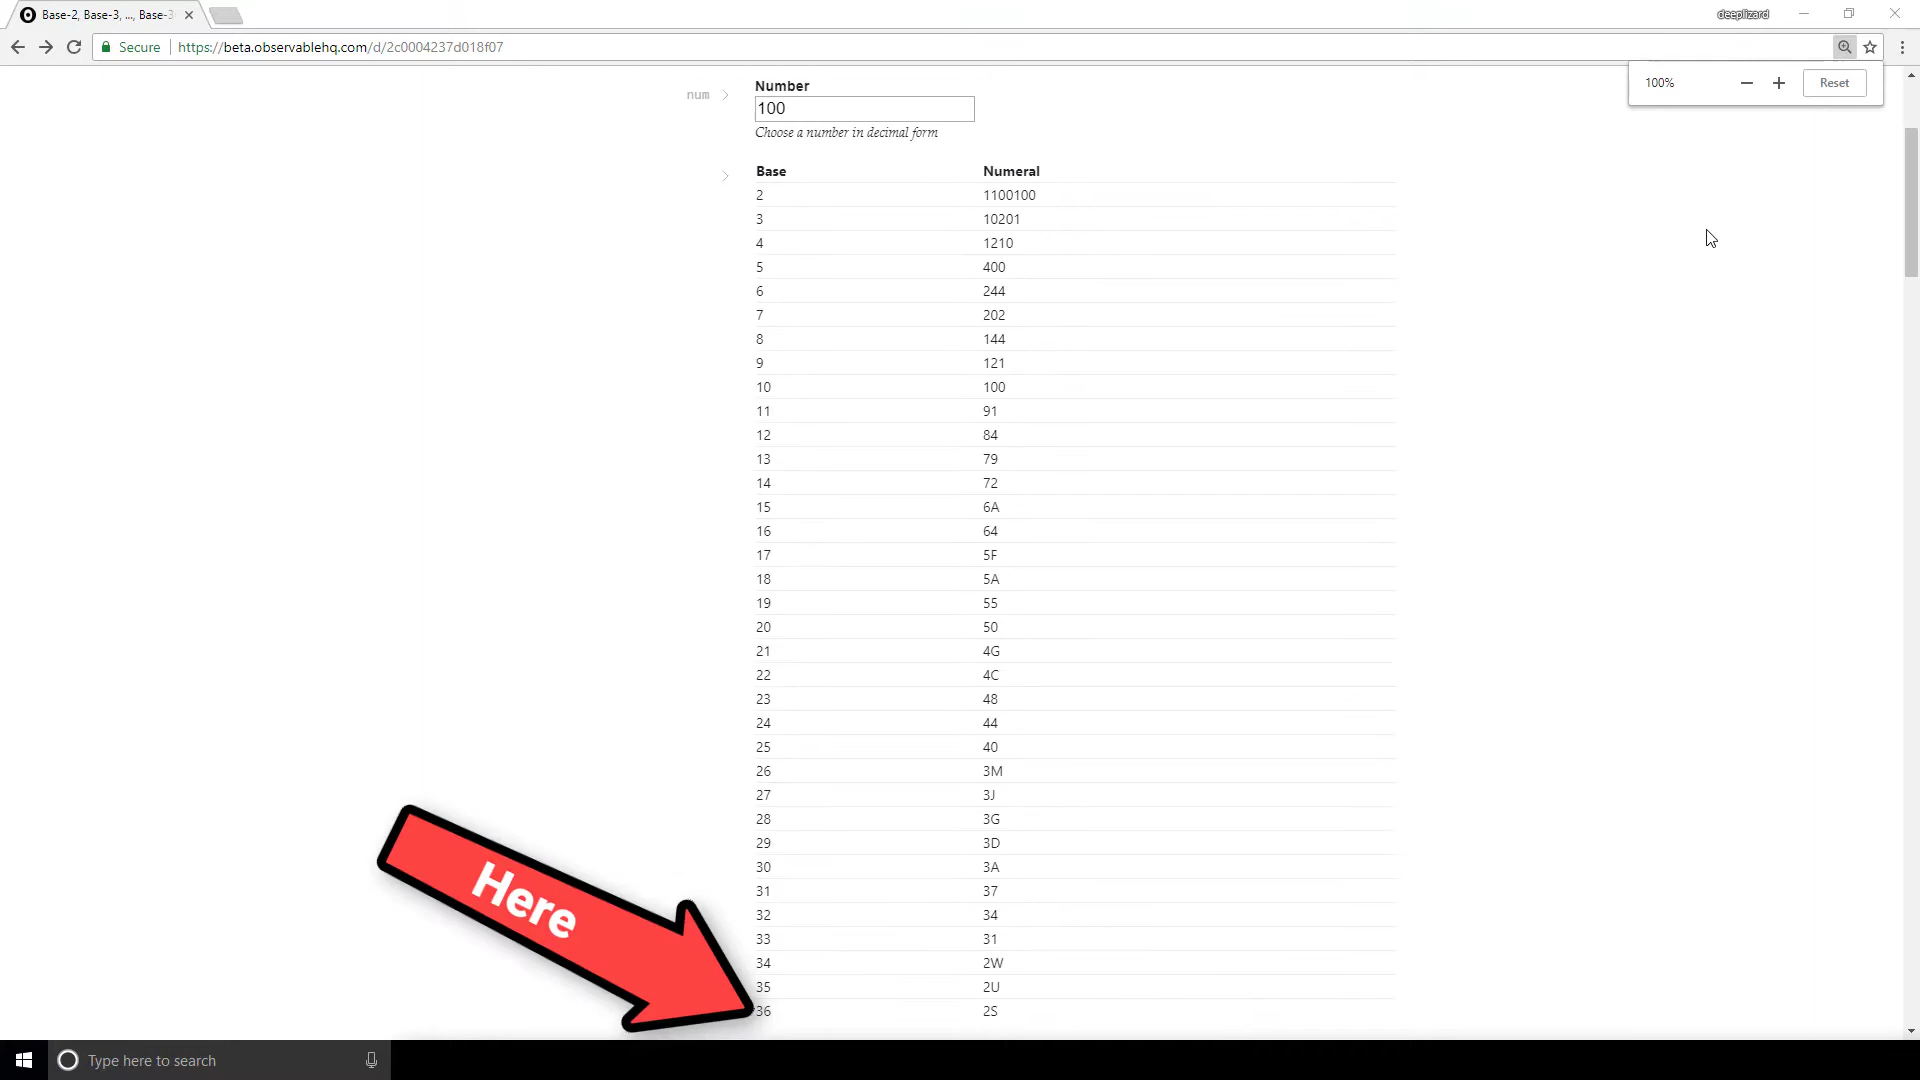 Base-2, Base-3, ..., Base-3
deeplizard
Secure
https://beta.observablehq.com/d/2c0004237d018f07
100%
Reset
num
Number
100
Choose a number in decimal form
Base Numeral
2 1100100
3 10201
4 1210
5 400
6 244
7 202
8 144
9 121
10 100
11 91
12 84
13 79
14 72
15 6A
16 64
17 5F
18 5A
19 55
20 50
21 4G
22 4C
23 48
24 44
25 40
26 3M
27 3J
28 3G
29 3D
30 3A
31 37
32 34
33 31
34 2W
35 2U
36 2S
Here
Type here to search